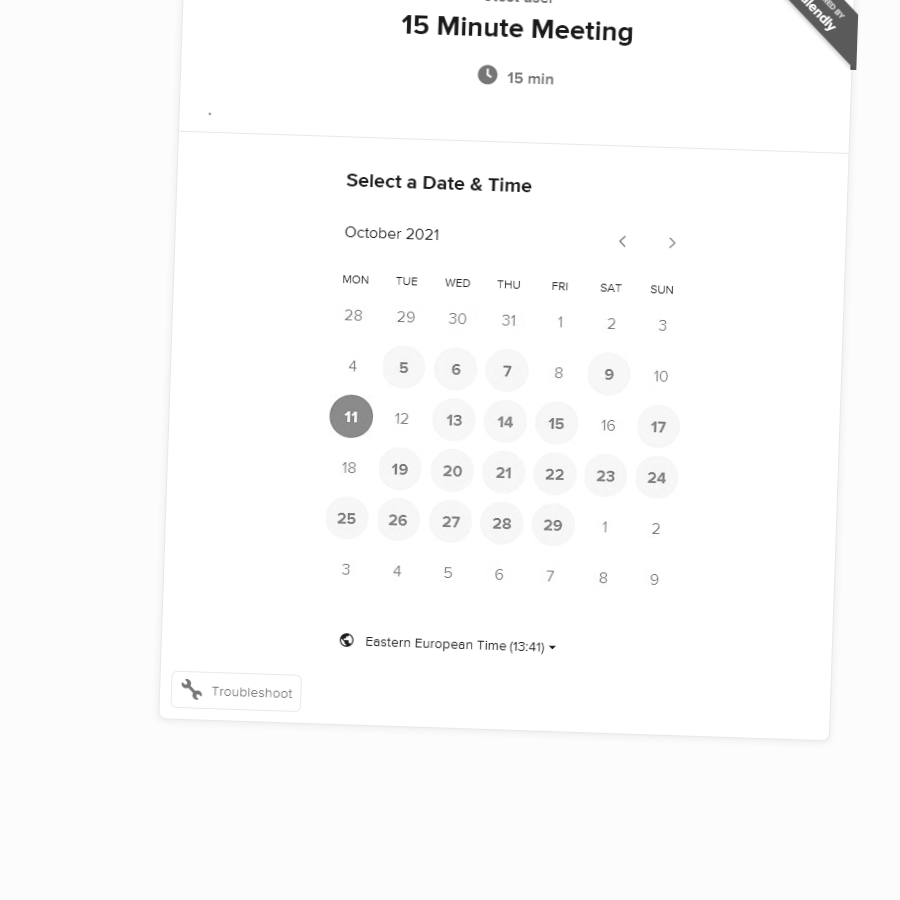 15 Minute Meeting
15 min
Select a Date & Time
October 2021
MON TUE WED THU FRI SAT SUN
28 29 30 31 1 2 3
4 5 6 7 8 9 10
11 12 13 14 15 16 17
18 19 20 21 22 23 24
25 26 27 28 29 1 2
3 4 5 6 7 8 9
Eastern European Time (13:41)
Troubleshoot